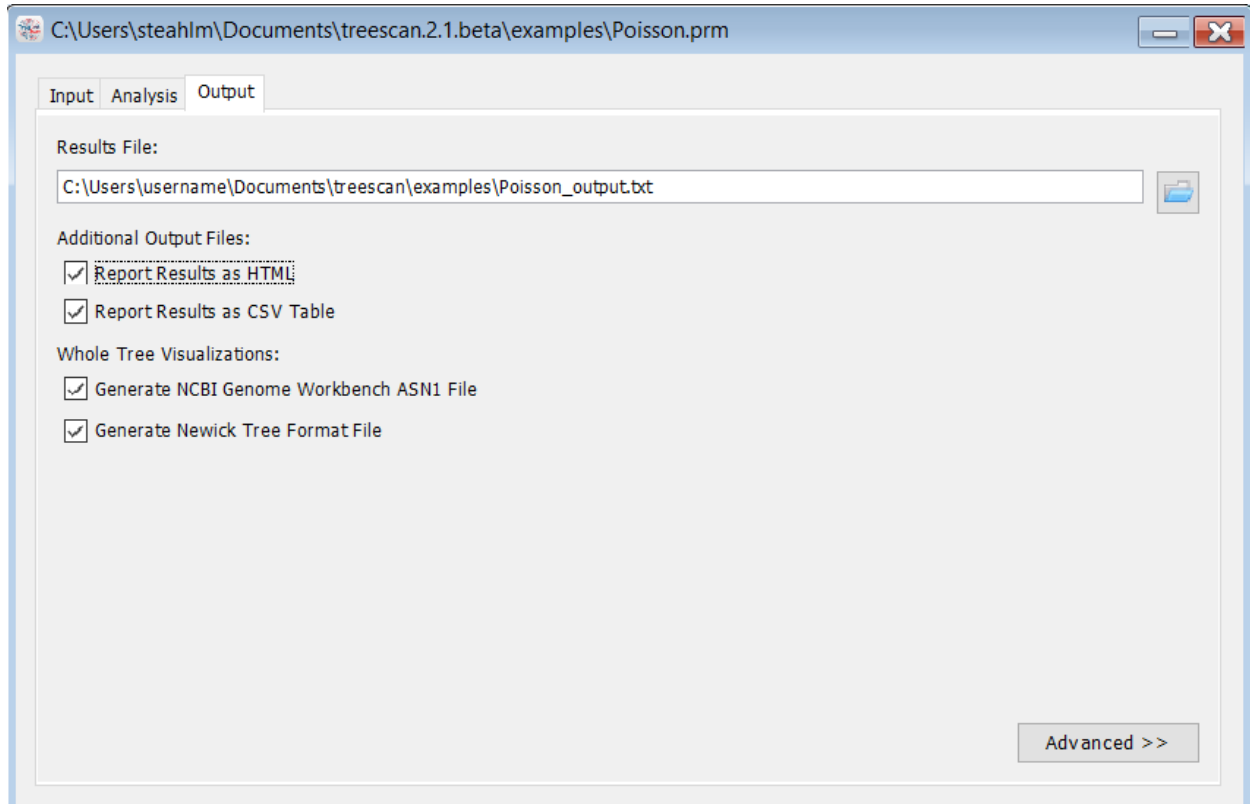 C:\Users\steahlm\Documents\treescan.2.1.beta\examples\Poisson.prm
Input Analysis Output
Results File:
C:\Users\username\Documents\treescan\examples\Poisson_output.txt
Additional Output Files:
Report Results as HTML
Report Results as CSV Table
Whole Tree Visualizations:
Generate NCBI Genome Workbench ASN1 File
Generate Newick Tree Format File
Advanced >>